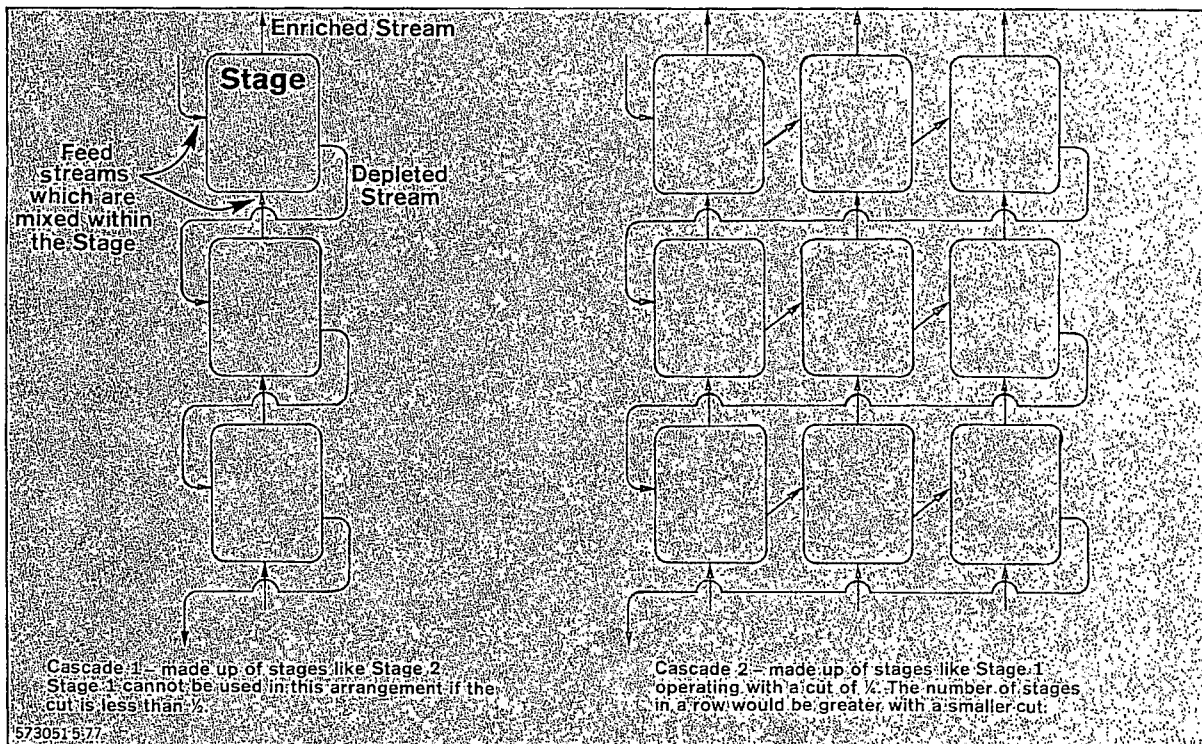 Enriched Stream
Stage
Feed
streams
which are
mixed within
the Stage
Depleted
Stream
Cascade 1 – made up of stages like Stage 2.
Stage 1 cannot be used in this arrangement if the
cut is less than ½.
Cascade 2 – made up of stages like Stage 1
operating with a cut of ¼. The number of stages
in a row would be greater with a smaller cut.
573051 5-77